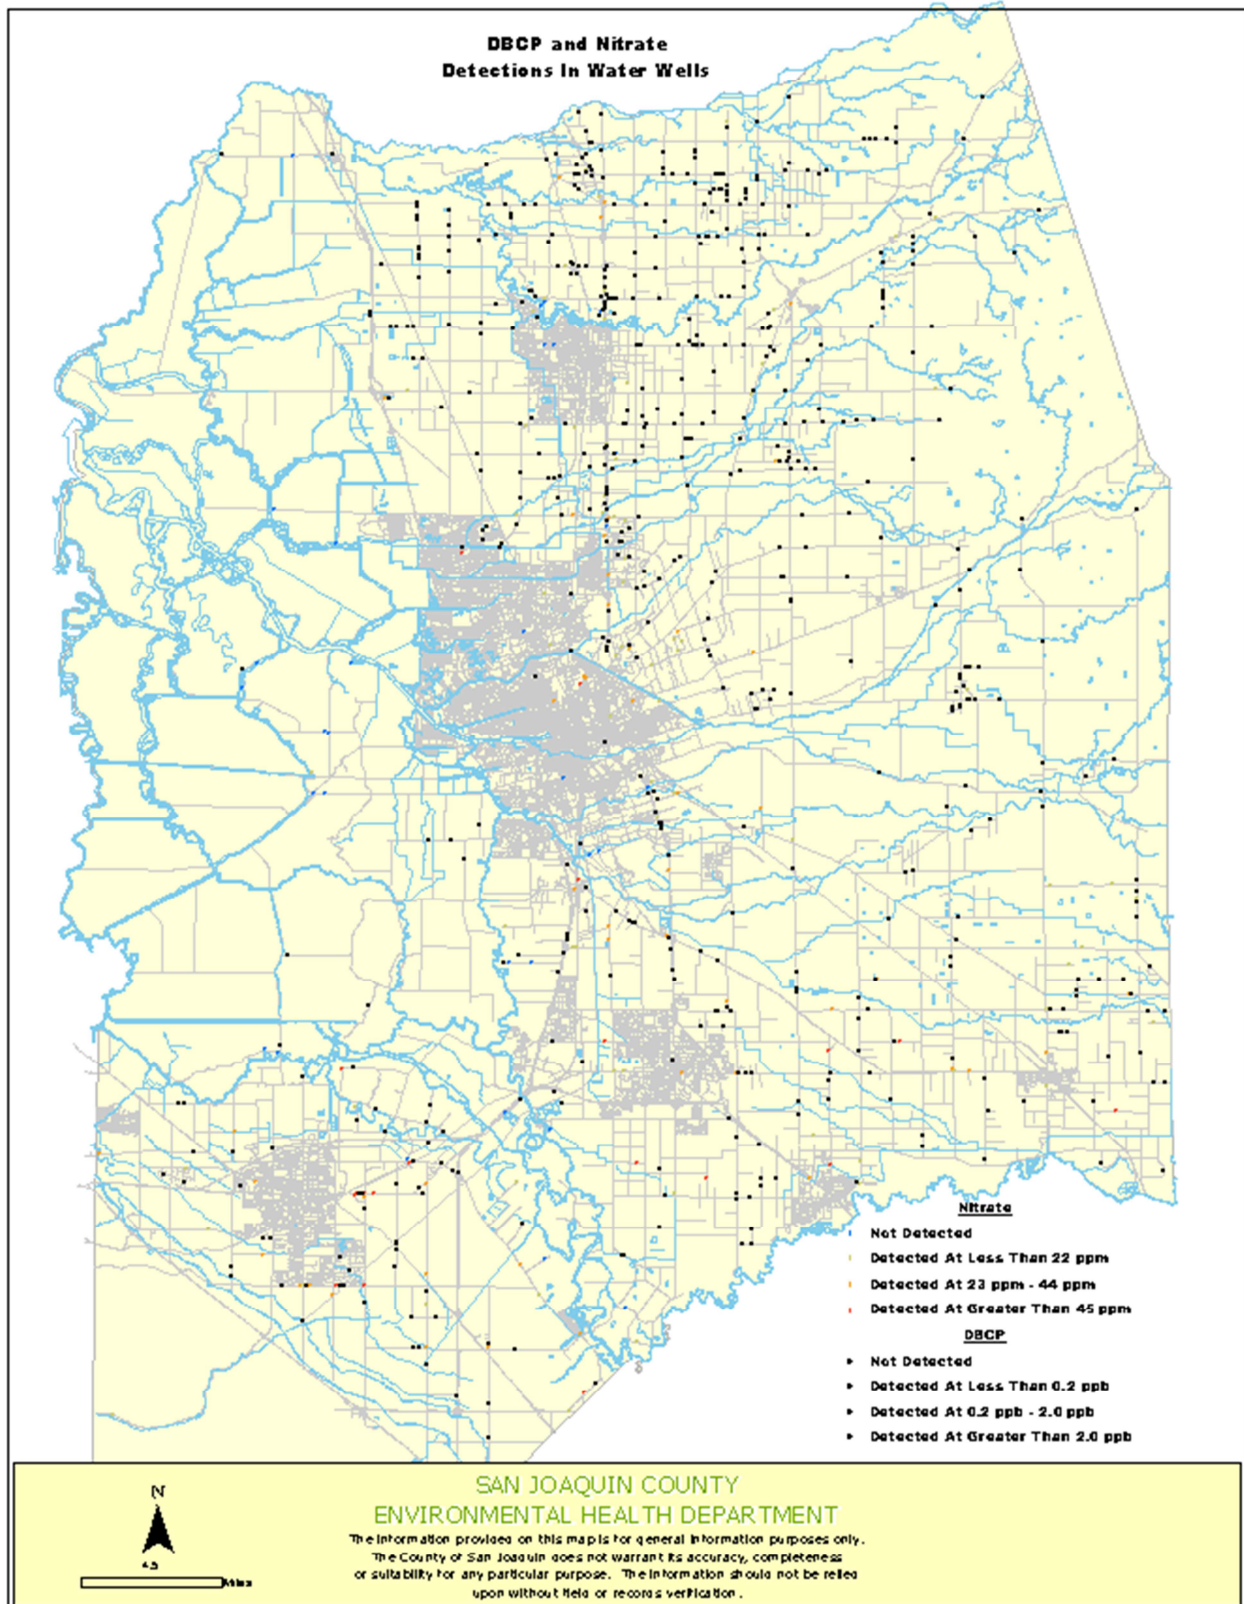 DBCP and Nitrate
Detections In Water Wells
Nitrate
Not Detected
Detected At Less Than 22 ppm
Detected At 23 ppm - 44 ppm
Detected At Greater Than 45 ppm
DBCP
Not Detected
Detected At Less Than 0.2 ppb
Detected At 0.2 ppb - 2.0 ppb
Detected At Greater Than 2.0 ppb
N
4.5
Miles
SAN JOAQUIN COUNTY
ENVIRONMENTAL HEALTH DEPARTMENT
The information provided on this map is for general information purposes only.
The County of San Joaquin does not warrant its accuracy, completeness
or suitability for any particular purpose. The information should not be relied
upon without field or records verification.